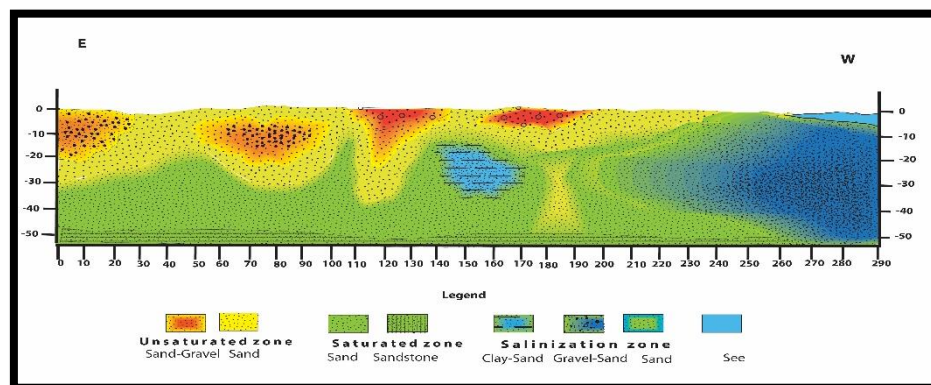 E
W
0 0
-10 -10
-20 -20
-30 -30
-40 -40
-50 -50
0 10 20 30 40 50 60 70 80 90 100 110 120 130 140 150 160 170 180 190 200 210 220 230 240 250 260 270 280 290
Legend
Unsaturated zone Saturated zone Salinization zone
Sand-Gravel Sand Sand Sandstone Clay-Sand Gravel-Sand Sand See